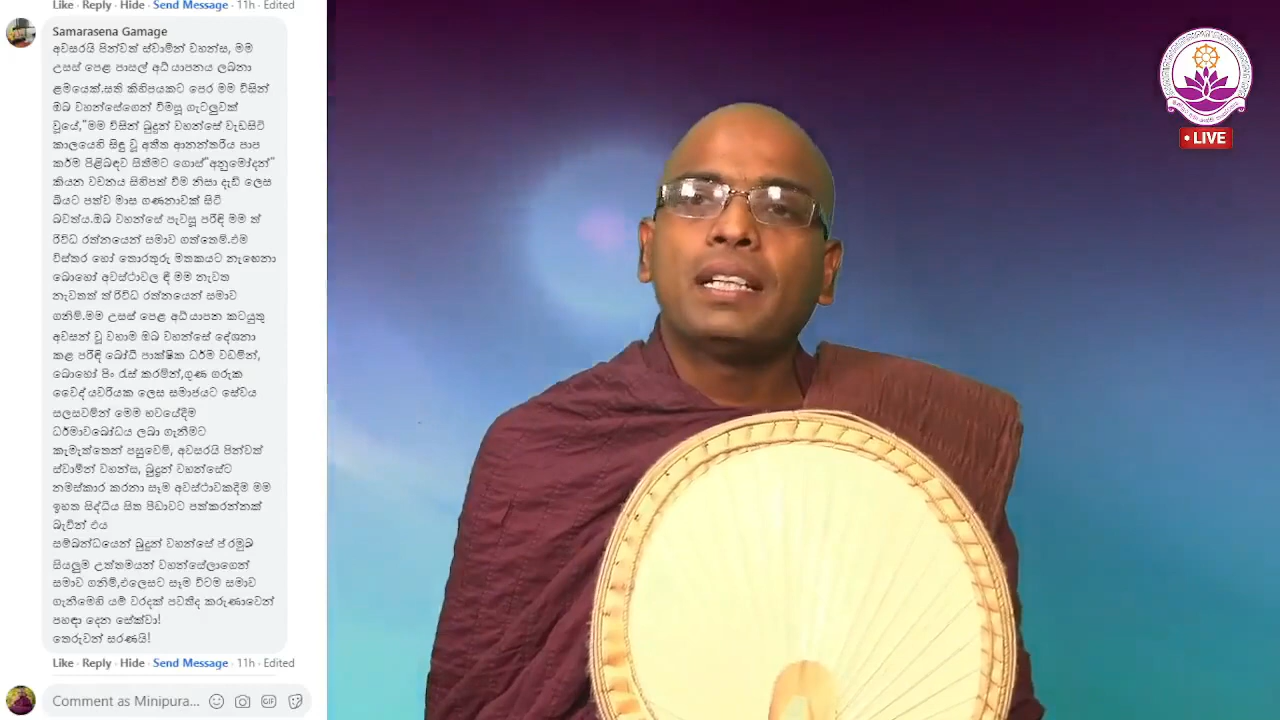 Like · Reply · Hide · Send Message · 11h · Edited
Samarasena Gamage
අවසරයි පින්වත් ස්වාමීන් වහන්ස, මම
උසස් පෙළ පාසල් අධ්‍යාපනය ලබනා
ළමයෙක්.සති කිහිපයකට පෙර මම විසින්
ඔබ වහන්සේගෙන් විමසූ ගැටලුවක්
වූයේ,"මම විසින් බුදුන් වහන්සේ වැඩසිටි
කාලයෙහි සිඳු වූ අතීත ආනන්තරීය පාප
කර්ම පිළිබඳව සිතීමට ගොස්"අනුමෝදන්"
කියන වචනය සිහිපත් වීම නිසා දැඩි ලෙස
බියට පත්ව මාස ගණනාවක් සිටි
බවත්ය.ඔබ වහන්සේ පැවසූ පරිඳි මම ත්
රිවිධ රත්නයෙන් සමාව ගත්තෙමි.එම
විස්තර හෝ තොරතුරු මතකයට නැඟෙනා
බොහෝ අවස්ථාවල දී මම නැවත
නැවතත් ත්‍රිවිධ රත්නයෙන් සමාව
ගනිමි.මම උසස් පෙළ අධ්‍යාපන කටයුතු
අවසන් වූ වහාම ඔබ වහන්සේ දේශනා
කළ පරිඳි බෝධි පාක්ෂික ධර්ම වඩමින්,
බොහෝ පිං රැස් කරමින්,ගුණ ගරුක
වෛද්‍යවරියක ලෙස සමාජයට සේවය
සලසවමින් මෙම භවයේදීම
ධර්මාවබෝධය ලබා ගැනීමට
කැමැත්තෙන් පසුවෙමි, අවසරයි පින්වත්
ස්වාමීන් වහන්ස, බුදුන් වහන්සේට
නමස්කාර කරනා සෑම අවස්ථාවකදීම මම
ඉහත සිද්ධිය සිත පීඩාවට පත්කරන්නක්
බැවින් එය
සම්බන්ධයෙන් බුදුන් වහන්සේ ප්‍රමුඛ
සියලුම උත්තමයන් වහන්සේලාගෙන්
සමාව ගනිමි,එලෙසට සෑම විටම සමාව
ගැනීමෙහි යම් වරදක් පවතීද කරුණාවෙන්
පහඳා දෙන සේක්වා!
තෙරුවන් සරණයි!
Like · Reply · Hide · Send Message · 11h · Edited
Comment as Minipura...
GIF
• LIVE